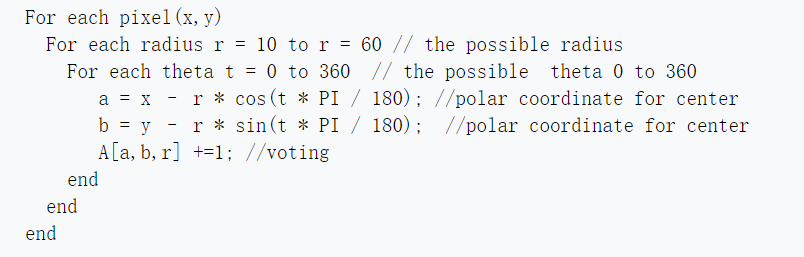 For each pixel(x,y)
For each radius r = 10 to r = 60 // the possible radius
For each theta t = 0 to 360 // the possible theta 0 to 360
a = x - r * cos(t * PI / 180); //polar coordinate for center
b = y - r * sin(t * PI / 180); //polar coordinate for center
A[a,b,r] +=1; //voting
end
end
end